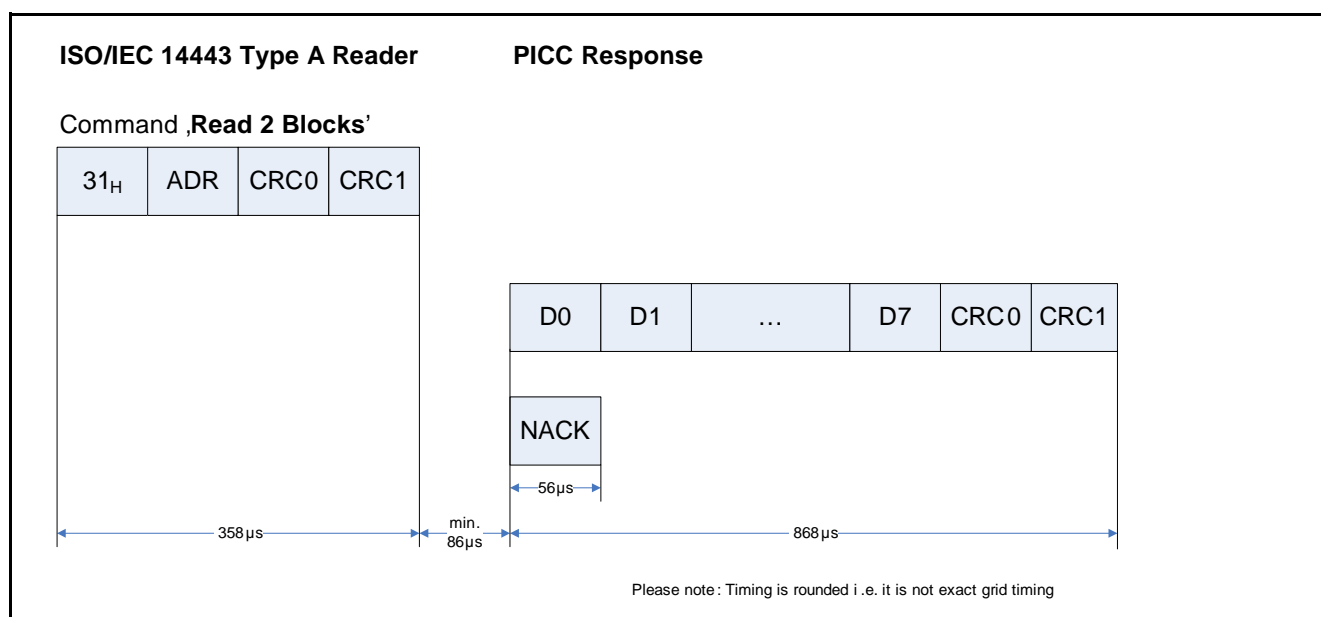 ISO/IEC 14443 Type A Reader PICC Response
Command ‚Read 2 Blocks'
31H ADR CRC0 CRC1
D0 D1 ... D7 CRC0 CRC1
NACK
56µs
358µs min. 86µs 868µs
Please note: Timing is rounded i.e. it is not exact grid timing